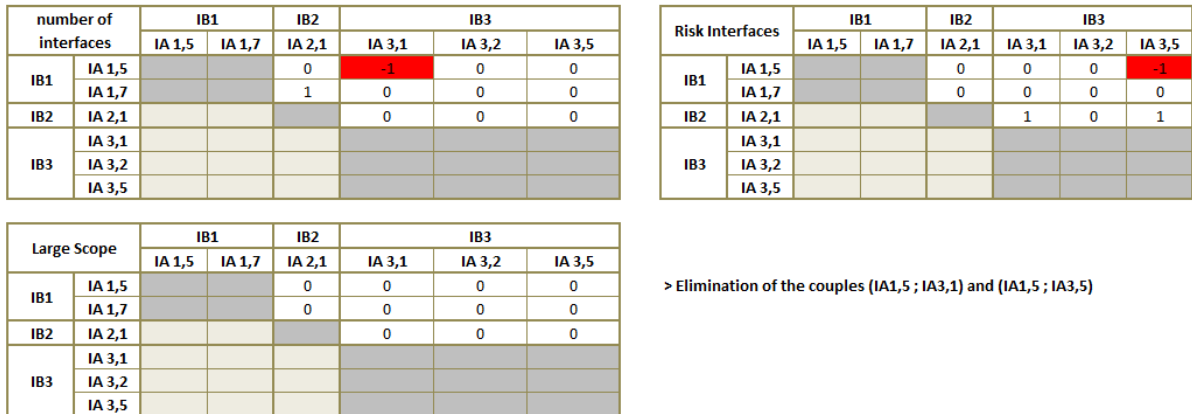 number of interfaces IB1 IB2 IB3
IA 1,5 IA 1,7 IA 2,1 IA 3,1 IA 3,2 IA 3,5
IB1 IA 1,5 0 -1 0 0
IA 1,7 1 0 0 0
IB2 IA 2,1 0 0 0
IB3 IA 3,1
IA 3,2
IA 3,5
Risk Interfaces IB1 IB2 IB3
IA 1,5 IA 1,7 IA 2,1 IA 3,1 IA 3,2 IA 3,5
IB1 IA 1,5 0 0 0 -1
IA 1,7 0 0 0 0
IB2 IA 2,1 1 0 1
IB3 IA 3,1
IA 3,2
IA 3,5
Large Scope IB1 IB2 IB3
IA 1,5 IA 1,7 IA 2,1 IA 3,1 IA 3,2 IA 3,5
IB1 IA 1,5 0 0 0 0
IA 1,7 0 0 0 0
IB2 IA 2,1 0 0 0
IB3 IA 3,1
IA 3,2
IA 3,5
> Elimination of the couples (IA1,5 ; IA3,1) and (IA1,5 ; IA3,5)